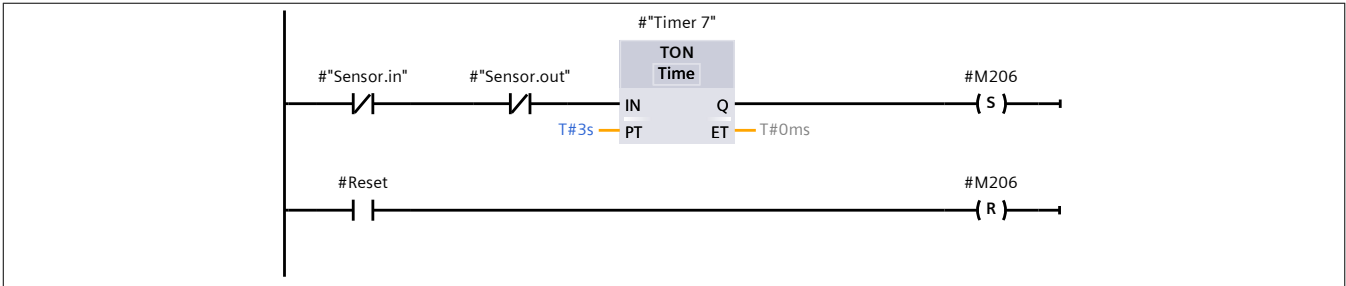 #"Timer 7"
TON
Time
#"Sensor.in" #"Sensor.out" #M206
IN Q S
T#3s PT ET T#0ms
#Reset #M206
R